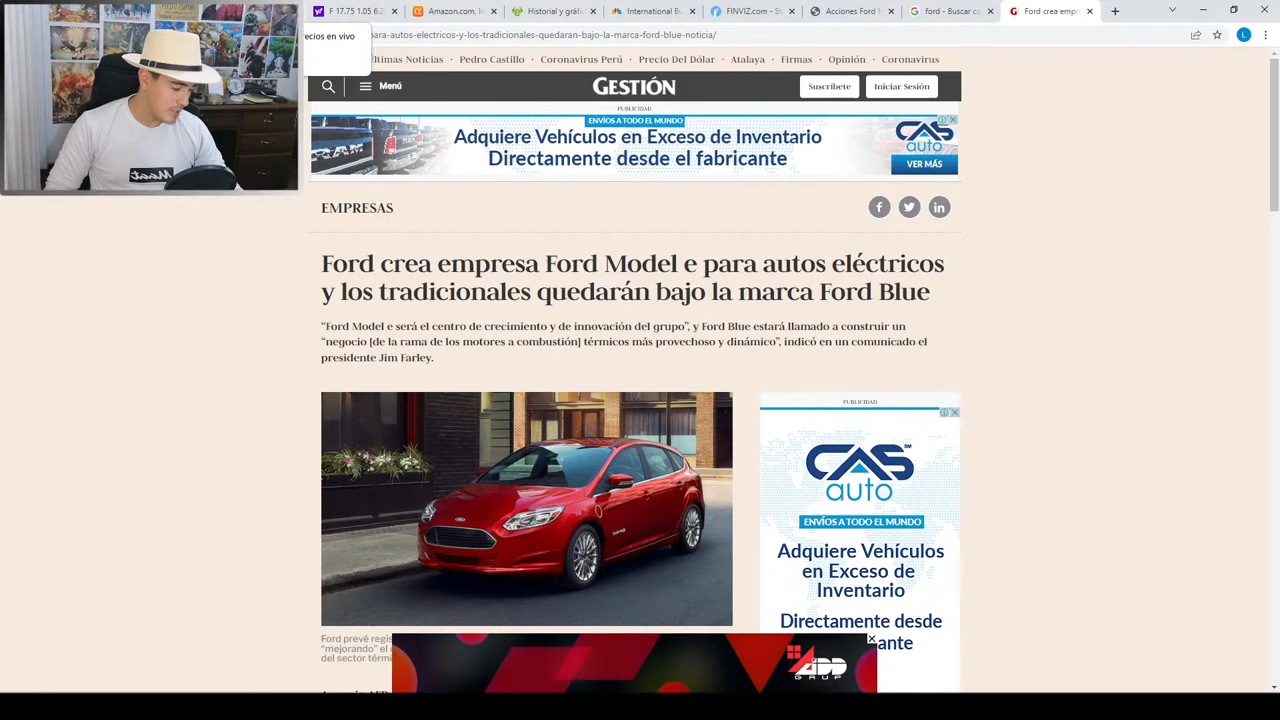 F 17.75 1.05 6.2
Amazon.com, In
Historial y
International B
FINVIZ.com - St
ones Ford
ford - Buscar co
Ford crea empr
para-autos-electricos-y-los-tradicionales-quedaran-bajo-la-marca-ford-blue-noticia/
recios en vivo
ltimas Noticias · Pedro Castillo · Coronavirus Perú · Precio Del Dólar · Atalaya · Firmas · Opinión · Coronavirus
Menú
GESTIÓN
Suscríbete
Iniciar Sesión
PUBLICIDAD
ENVÍOS A TODO EL MUNDO
Adquiere Vehículos en Exceso de Inventario
Directamente desde el fabricante
RAM
CAS
auto
VER MÁS
EMPRESAS
Ford crea empresa Ford Model e para autos eléctricos
y los tradicionales quedarán bajo la marca Ford Blue
“Ford Model e será el centro de crecimiento y de innovación del grupo”, y Ford Blue estará llamado a construir un
“negocio [de la rama de los motores a combustión] térmicos más provechoso y dinámico”, indicó en un comunicado el
presidente Jim Farley.
PUBLICIDAD
CAS
auto
ENVÍOS A TODO EL MUNDO
Adquiere Vehículos
en Exceso de
Inventario
Directamente desde
ante
Ford prevé regis
“mejorando” el
del sector térmi
ADD
GRUP